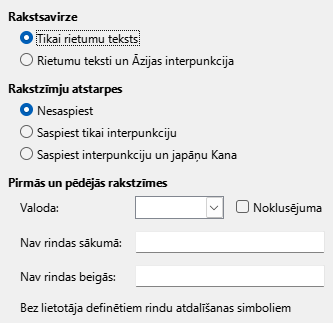 Rakstsavirze
Tikai rietumu teksts
Rietumu teksti un Āzijas interpunkcija
Rakstzīmju atstarpes
Nesaspiest
Saspiest tikai interpunkciju
Saspiest interpunkciju un japāņu Kana
Pirmās un pēdējās rakstzīmes
Valoda:
Noklusējuma
Nav rindas sākumā:
Nav rindas beigās:
Bez lietotāja definētiem rindu atdalīšanas simboliem